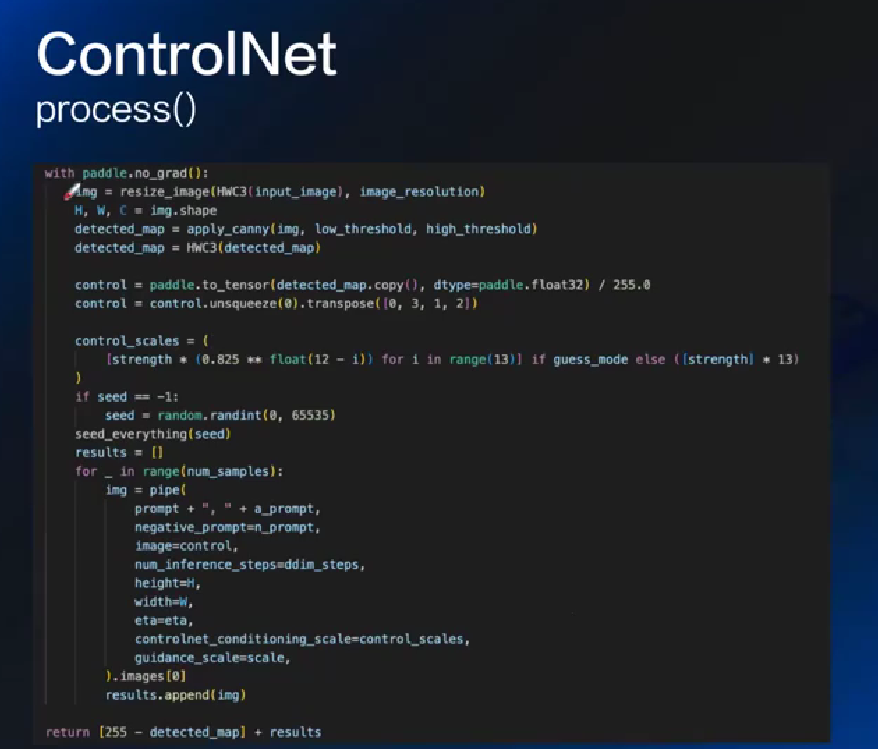 ControlNet
process()
with paddle.no_grad():
img = resize_image(HWC3(input_image), image_resolution)
H, W, C = img.shape
detected_map = apply_canny(img, low_threshold, high_threshold)
detected_map = HWC3(detected_map)
control = paddle.to_tensor(detected_map.copy(), dtype=paddle.float32) / 255.0
control = control.unsqueeze(0).transpose([0, 3, 1, 2])
control_scales = (
[strength * (0.825 ** float(12 - i)) for i in range(13)] if guess_mode else ([strength] * 13)
)
if seed == -1:
seed = random.randint(0, 65535)
seed_everything(seed)
results = []
for _ in range(num_samples):
img = pipe(
prompt + ", " + a_prompt,
negative_prompt=n_prompt,
image=control,
num_inference_steps=ddim_steps,
height=H,
width=W,
eta=eta,
controlnet_conditioning_scale=control_scales,
guidance_scale=scale,
).images[0]
results.append(img)
return [255 - detected_map] + results